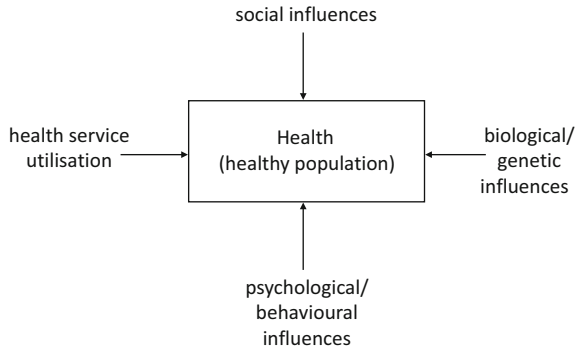 social influences
health service
utilisation
Health
(healthy population)
biological/
genetic
influences
psychological/
behavioural
influences